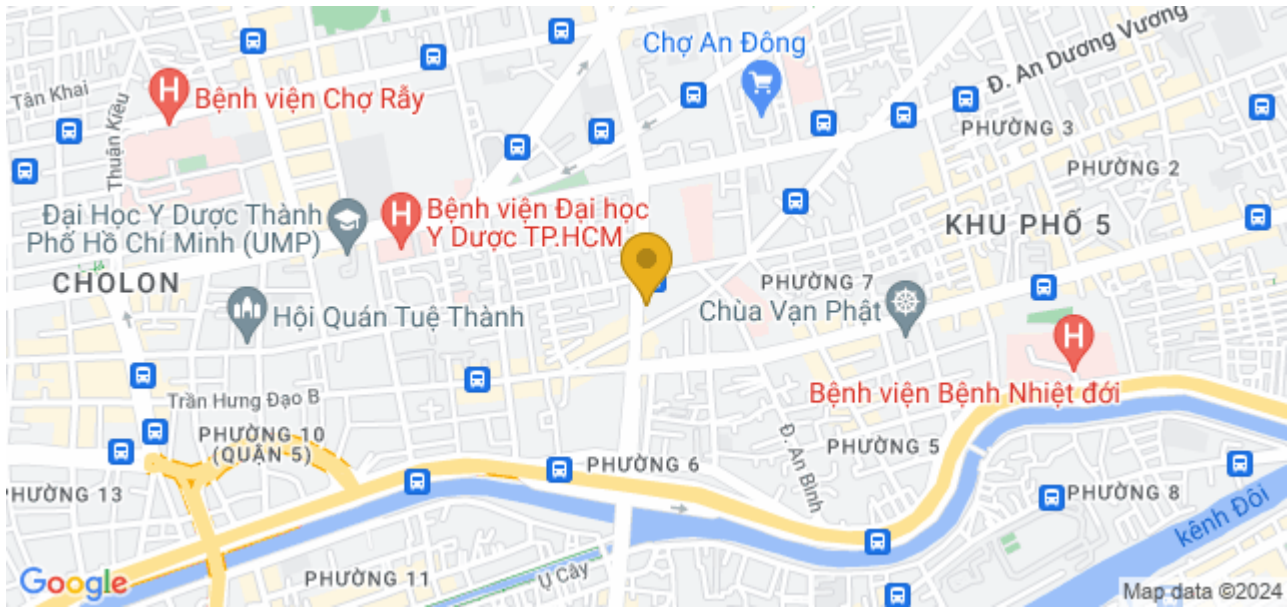 Chợ An Đông
Đ. An Dương Vương
Tân Khai
Bệnh viện Chợ Rẫy
Thuận Kiều
PHƯỜNG 3
PHƯỜNG 2
Đại Học Y Dược Thành
Phố Hồ Chí Minh (UMP)
Bệnh viện Đại học
Y Dược TP.HCM
KHU PHỐ 5
CHOLON
PHƯỜNG 7
Hội Quán Tuệ Thành
Chùa Vạn Phật
Bệnh viện Bệnh Nhiệt đới
Trần Hưng Đạo B
PHƯỜNG 10
(QUẬN 5)
Đ. An Bình
PHƯỜNG 5
PHƯỜNG 6
PHƯỜNG 13
PHƯỜNG 8
kênh Đôi
PHƯỜNG 11
Ụ Cây
Google
Map data ©2024